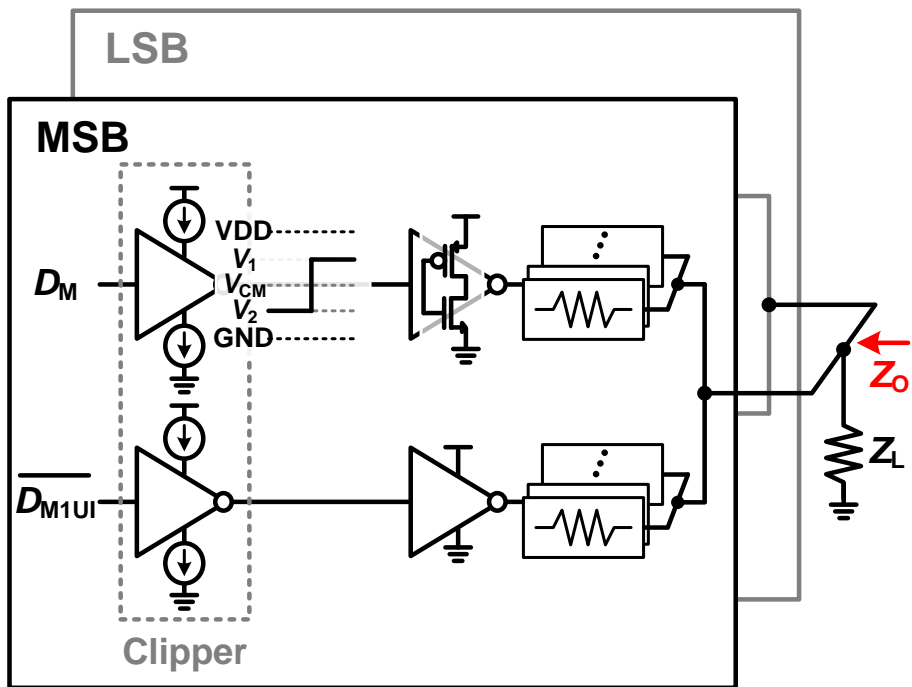 LSB
MSB
VDD
V1
DM
VCM
V2
GND
ZO
ZL
DM1UI
Clipper